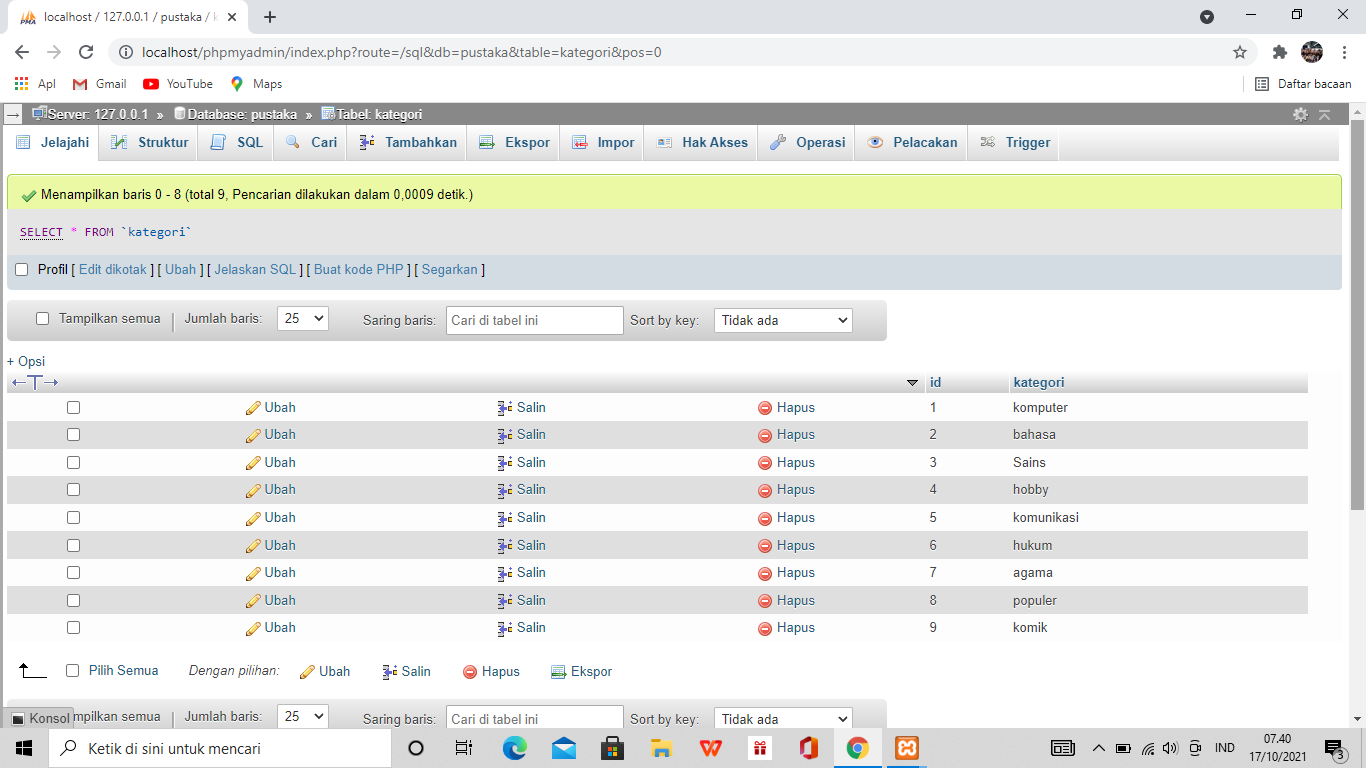 localhost / 127.0.0.1 / pustaka / k
localhost/phpmyadmin/index.php?route=/sql&db=pustaka&table=kategori&pos=0
Apl Gmail YouTube Maps Daftar bacaan
Server: 127.0.0.1 » Database: pustaka » Tabel: kategori
Jelajahi Struktur SQL Cari Tambahkan Ekspor Impor Hak Akses Operasi Pelacakan Trigger
Menampilkan baris 0 - 8 (total 9, Pencarian dilakukan dalam 0,0009 detik.)
SELECT * FROM `kategori`
Profil [ Edit dikotak ] [ Ubah ] [ Jelaskan SQL ] [ Buat kode PHP ] [ Segarkan ]
Tampilkan semua | Jumlah baris: 25 Saring baris: Cari di tabel ini Sort by key: Tidak ada
+ Opsi
←T→ id kategori
Ubah Salin Hapus 1 komputer
Ubah Salin Hapus 2 bahasa
Ubah Salin Hapus 3 Sains
Ubah Salin Hapus 4 hobby
Ubah Salin Hapus 5 komunikasi
Ubah Salin Hapus 6 hukum
Ubah Salin Hapus 7 agama
Ubah Salin Hapus 8 populer
Ubah Salin Hapus 9 komik
Pilih Semua Dengan pilihan: Ubah Salin Hapus Ekspor
Konsol mpilkan semua | Jumlah baris: 25 Saring baris: Cari di tabel ini Sort by key: Tidak ada
Ketik di sini untuk mencari
IND
07.40
17/10/2021
3